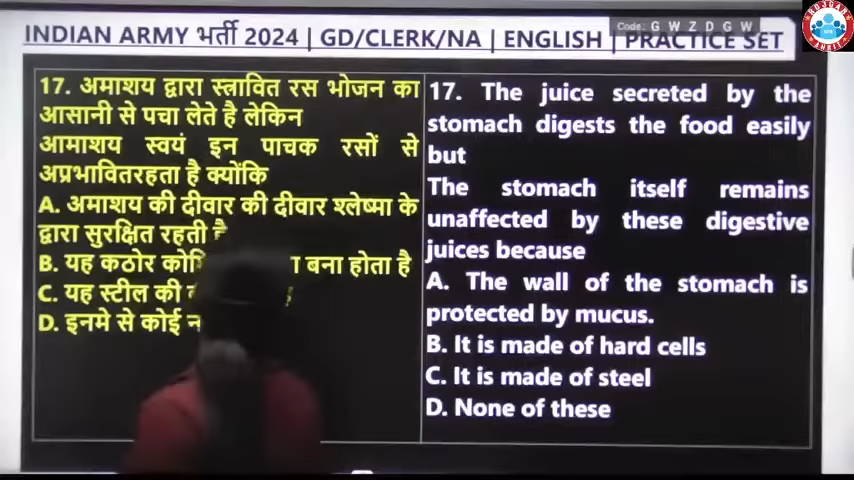 Code: G W Z D G W
INDIAN ARMY भर्ती 2024 | GD/CLERK/NA | ENGLISH | PRACTICE SET
17. अमाशय द्वारा स्त्रावित रस भोजन का
आसानी से पचा लेते है लेकिन
आमाशय स्वयं इन पाचक रसों से
अप्रभावितरहता है क्योंकि
A. अमाशय की दीवार की दीवार श्लेष्मा के
द्वारा सुरक्षित रहती
B. यह कठोर बना होता है
C. यह स्टील की
D. इनमे से कोई
17. The juice secreted by the
stomach digests the food easily
but
The stomach itself remains
unaffected by these digestive
juices because
A. The wall of the stomach is
protected by mucus.
B. It is made of hard cells
C. It is made of steel
D. None of these